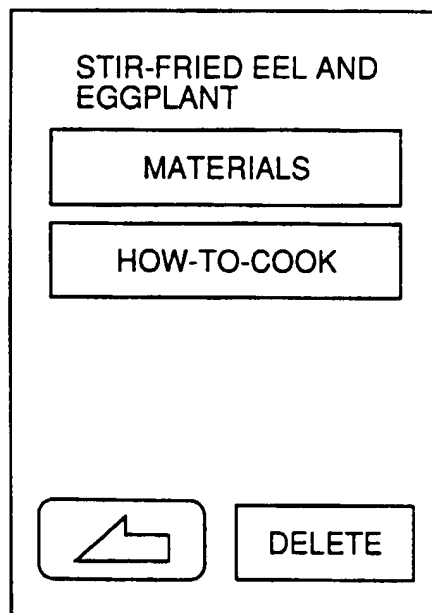 STIR-FRIED EEL AND
EGGPLANT
MATERIALS
HOW-TO-COOK
DELETE